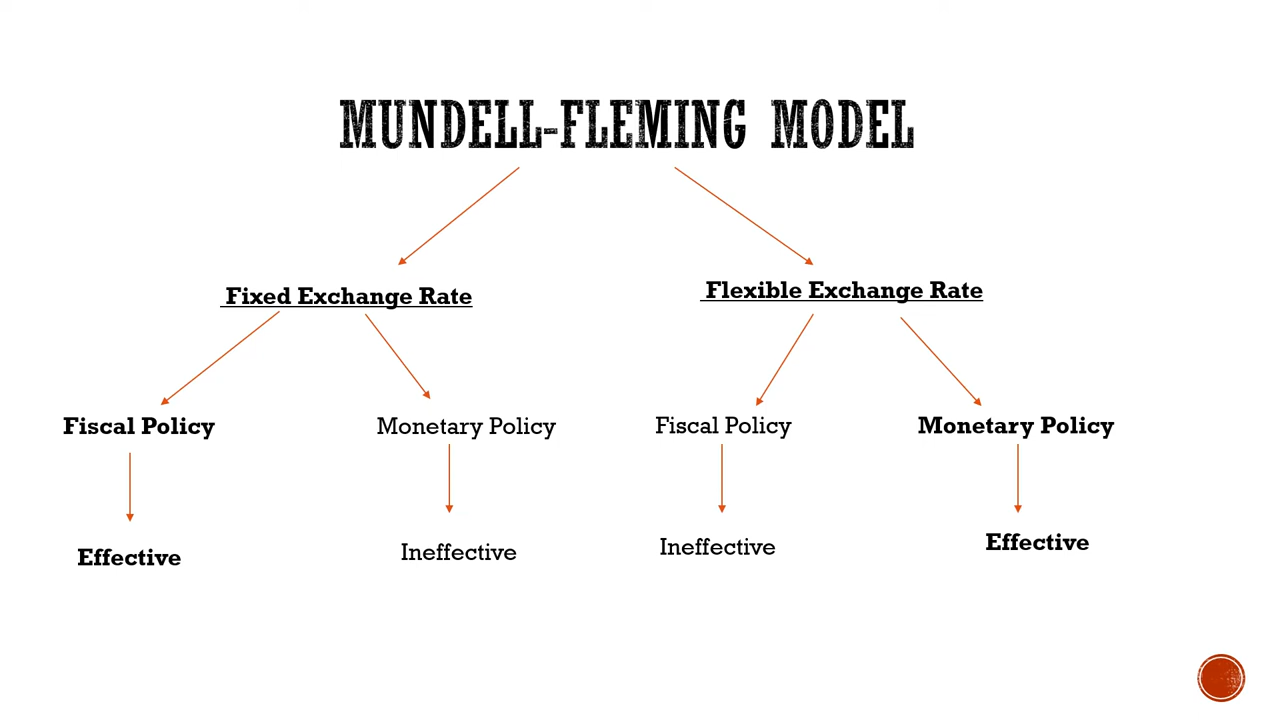 MUNDELL-FLEMING MODEL
Fixed Exchange Rate
Flexible Exchange Rate
Fiscal Policy
Monetary Policy
Fiscal Policy
Monetary Policy
Effective
Ineffective
Ineffective
Effective